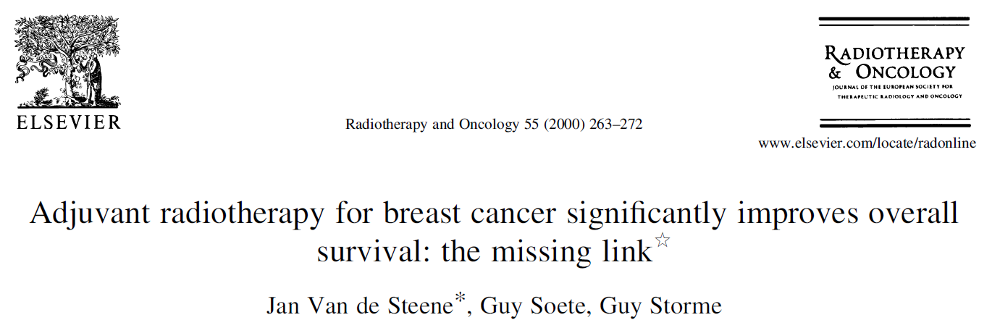 ELSEVIER
Radiotherapy and Oncology 55 (2000) 263–272
RADIOTHERAPY
& ONCOLOGY
JOURNAL OF THE EUROPEAN SOCIETY FOR
THERAPEUTIC RADIOLOGY AND ONCOLOGY
www.elsevier.com/locate/radonline
Adjuvant radiotherapy for breast cancer significantly improves overall
survival: the missing link☆
Jan Van de Steene*, Guy Soete, Guy Storme